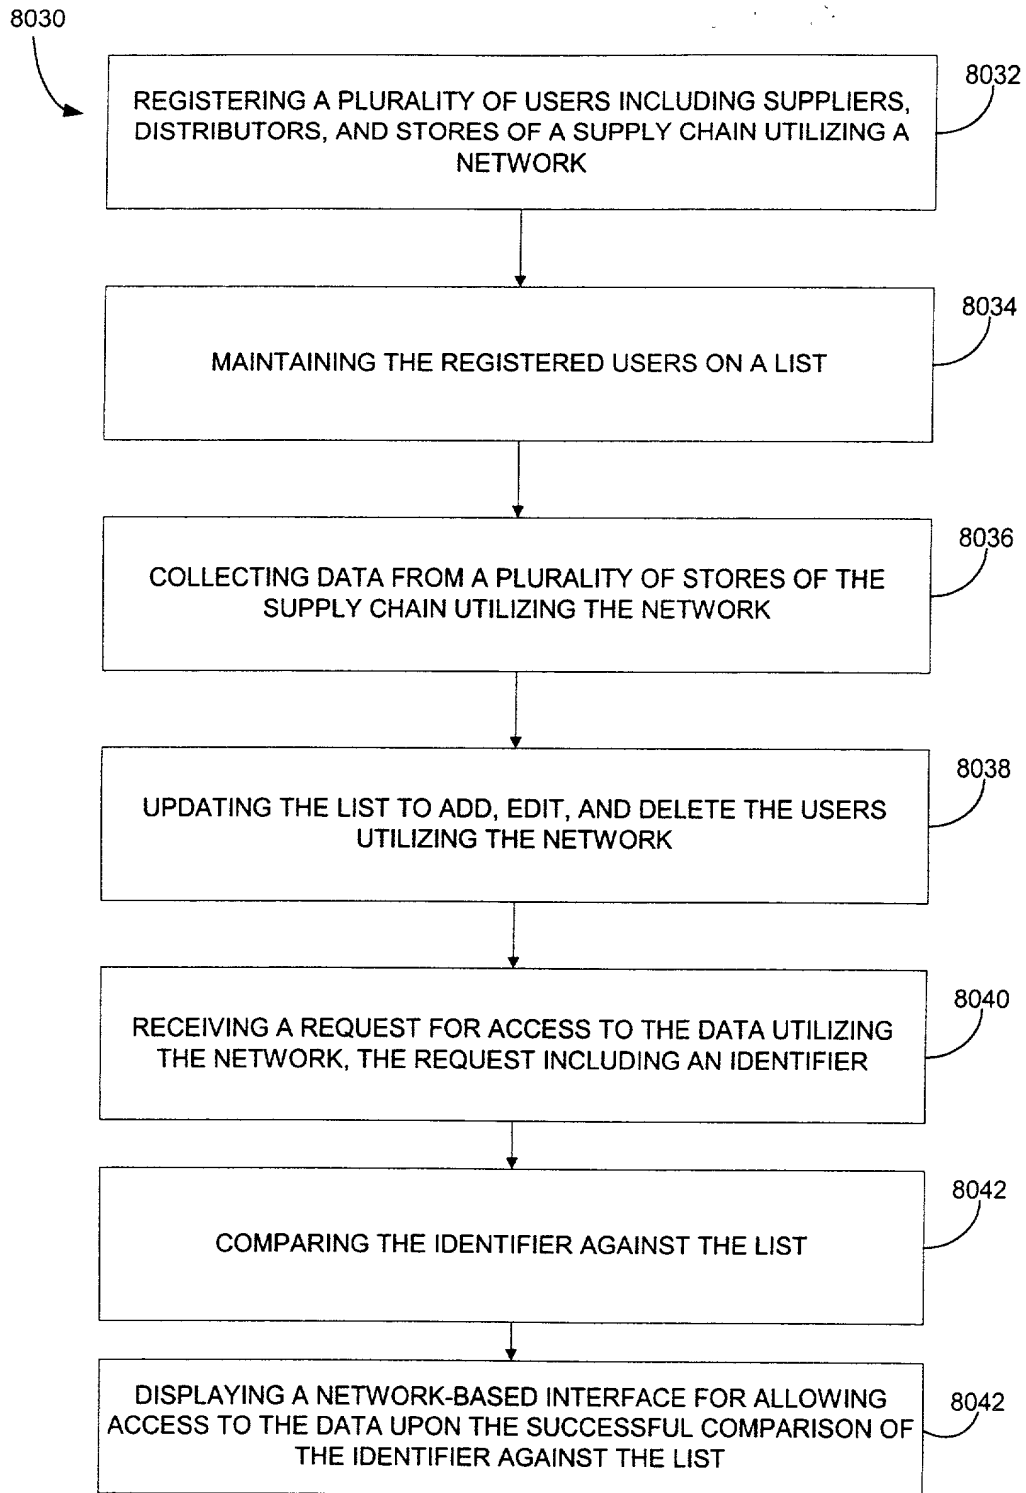 8030
8032
REGISTERING A PLURALITY OF USERS INCLUDING SUPPLIERS,
DISTRIBUTORS, AND STORES OF A SUPPLY CHAIN UTILIZING A
NETWORK
8034
MAINTAINING THE REGISTERED USERS ON A LIST
8036
COLLECTING DATA FROM A PLURALITY OF STORES OF THE
SUPPLY CHAIN UTILIZING THE NETWORK
8038
UPDATING THE LIST TO ADD, EDIT, AND DELETE THE USERS
UTILIZING THE NETWORK
8040
RECEIVING A REQUEST FOR ACCESS TO THE DATA UTILIZING
THE NETWORK, THE REQUEST INCLUDING AN IDENTIFIER
8042
COMPARING THE IDENTIFIER AGAINST THE LIST
8042
DISPLAYING A NETWORK-BASED INTERFACE FOR ALLOWING
ACCESS TO THE DATA UPON THE SUCCESSFUL COMPARISON OF
THE IDENTIFIER AGAINST THE LIST